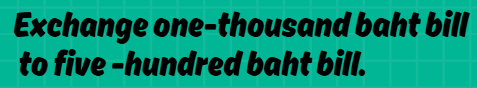 Exchange one-thousand baht bill
to five -hundred baht bill.